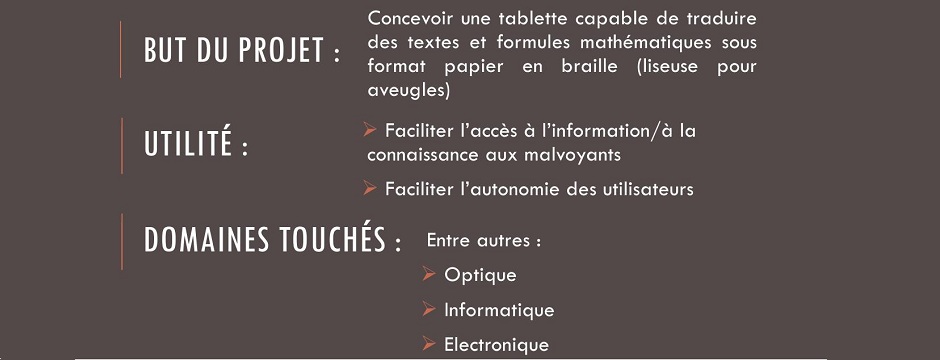 BUT DU PROJET :
Concevoir une tablette capable de traduire
des textes et formules mathématiques sous
format papier en braille (liseuse pour
aveugles)
UTILITÉ :
Faciliter l'accès à l'information/à la
connaissance aux malvoyants
Faciliter l'autonomie des utilisateurs
DOMAINES TOUCHÉS :
Entre autres :
Optique
Informatique
Electronique